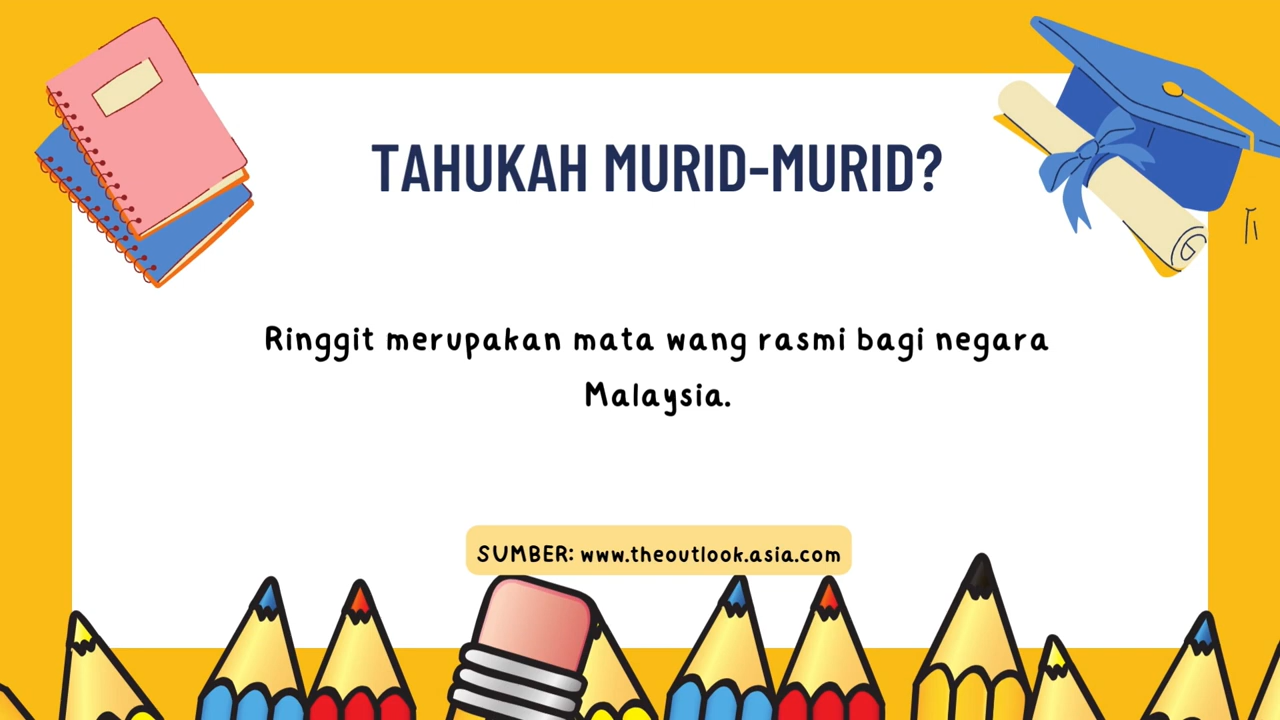 TAHUKAH MURID-MURID?
Ringgit merupakan mata wang rasmi bagi negara
Malaysia.
SUMBER: www.theoutlook.asia.com